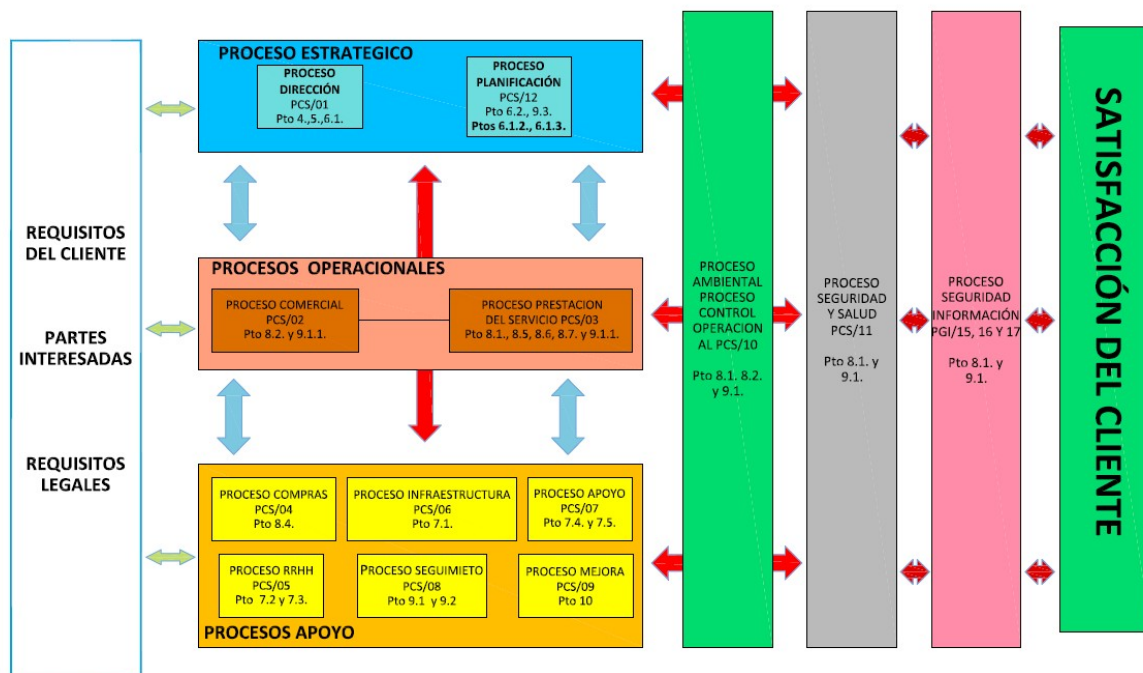 REQUISITOS
DEL CLIENTE
PARTES
INTERESADAS
REQUISITOS
LEGALES
PROCESO ESTRATEGICO
PROCESO
DIRECCIÓN
PCS/01
Pto 4.,5.,6.1.
PROCESO
PLANIFICACIÓN
PCS/12
Pto 6.2., 9.3.
Ptos 6.1.2., 6.1.3.
PROCESOS OPERACIONALES
PROCESO COMERCIAL
PCS/02
Pto 8.2. y 9.1.1.
PROCESO PRESTACION
DEL SERVICIO PCS/03
Pto 8.1., 8.5, 8.6, 8.7. y 9.1.1.
PROCESO COMPRAS
PCS/04
Pto 8.4.
PROCESO INFRAESTRUCTURA
PCS/06
Pto 7.1.
PROCESO APOYO
PCS/07
Pto 7.4. y 7.5.
PROCESO RRHH
PCS/05
Pto 7.2 y 7.3.
PROCESO SEGUIMIETO
PCS/08
Pto 9.1 y 9.2
PROCESO MEJORA
PCS/09
Pto 10
PROCESOS APOYO
PROCESO
AMBIENTAL
PROCESO
CONTROL
OPERACION
AL PCS/10
Pto 8.1. 8.2.
y 9.1.
PROCESO
SEGURIDAD
Y SALUD
PCS/11
Pto 8.1. y
9.1.
PROCESO
SEGURIDAD
INFORMACIÓN
PGI/15, 16 Y 17
Pto 8.1. y
9.1.
SATISFACCIÓN DEL CLIENTE